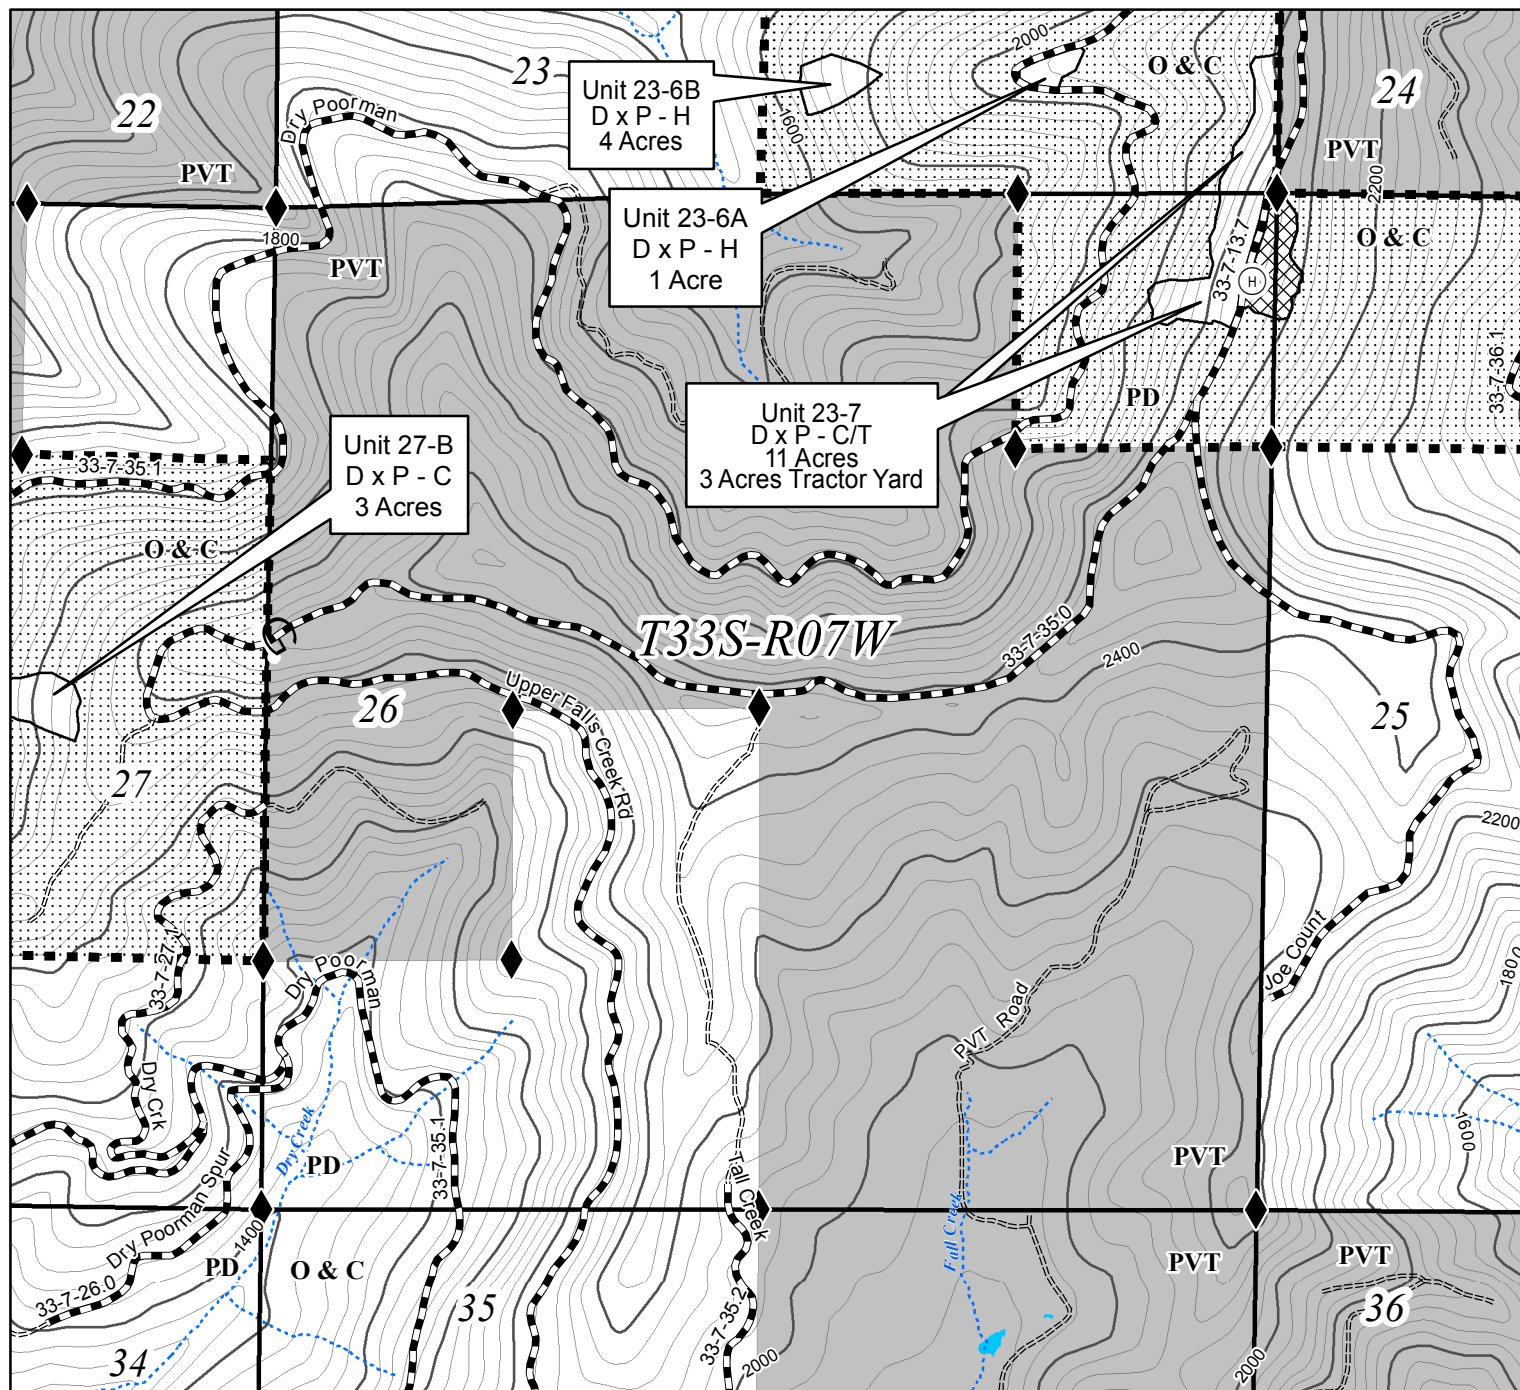 23
2000
O & C
24
22
Unit 23-6B
D x P - H
4 Acres
Dry Poorman
1600
PVT
PVT
2200
Unit 23-6A
D x P - H
1 Acre
1800
PVT
33-7-13.7
H
O & C
33-7-36.1
Unit 23-7
D x P - C/T
11 Acres
3 Acres Tractor Yard
PD
Unit 27-B
D x P - C
3 Acres
33-7-35.1
O & C
T33S-R07W
33-7-35.0
2400
Upper Falls Creek Rd
26
25
27
2200
1800
Joe Count
33-7-27.7
Dry Poorman
PVT Road
Dry Crk
Dry Creek
33-7-35.1
1600
PD
PVT
Tall Creek
Fall Creek
Dry Poorman Spur
1400
PD
O & C
PVT
PVT
33-7-26.0
35
33-7-35.2
36
34
2000
2000